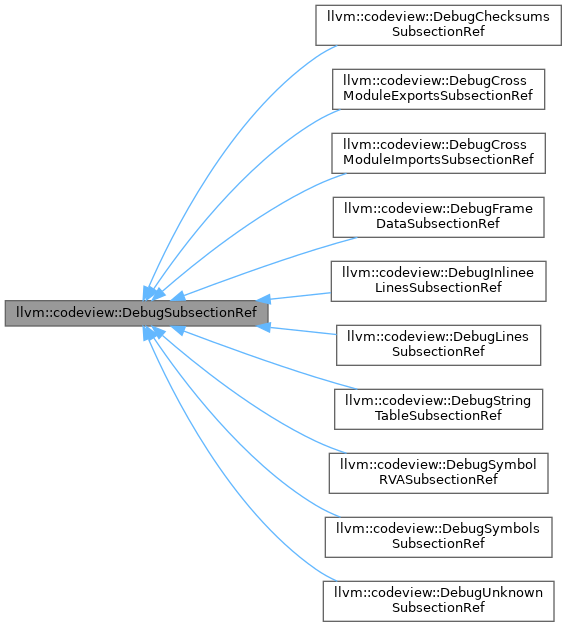 llvm::codeview::DebugChecksums
SubsectionRef
llvm::codeview::DebugCross
ModuleExportsSubsectionRef
llvm::codeview::DebugCross
ModuleImportsSubsectionRef
llvm::codeview::DebugFrame
DataSubsectionRef
llvm::codeview::DebugInlinee
LinesSubsectionRef
llvm::codeview::DebugSubsectionRef
llvm::codeview::DebugLines
SubsectionRef
llvm::codeview::DebugString
TableSubsectionRef
llvm::codeview::DebugSymbol
RVASubsectionRef
llvm::codeview::DebugSymbols
SubsectionRef
llvm::codeview::DebugUnknown
SubsectionRef